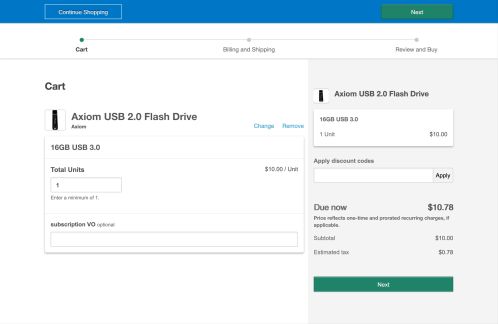 Continue Shopping
Next
Cart
Billing and Shipping
Review and Buy
Cart
Axiom USB 2.0 Flash Drive
Axiom
Change
Remove
16GB USB 3.0
Total Units
$10.00 / Unit
1
Enter a minimum of 1.
subscription VO optional
Axiom USB 2.0 Flash Drive
16GB USB 3.0
1 Unit
$10.00
Apply discount codes
Apply
Due now
$10.78
Price reflects one-time and prorated recurring charges, if
applicable.
Subtotal
$10.00
Estimated tax
$0.78
Next